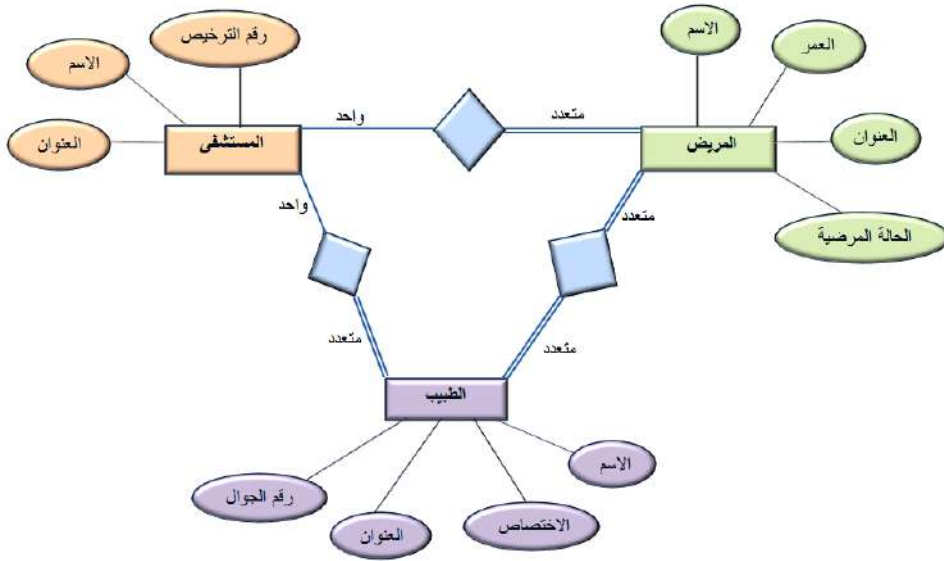 رقم الترخيص
الاسم
العنوان
المستشفى
واحد
متعدد
الاسم
العمر
العنوان
الحالة المرضية
المريض
واحد
متعدد
متعدد
متعدد
الطبيب
الاسم
الاختصاص
العنوان
رقم الجوال